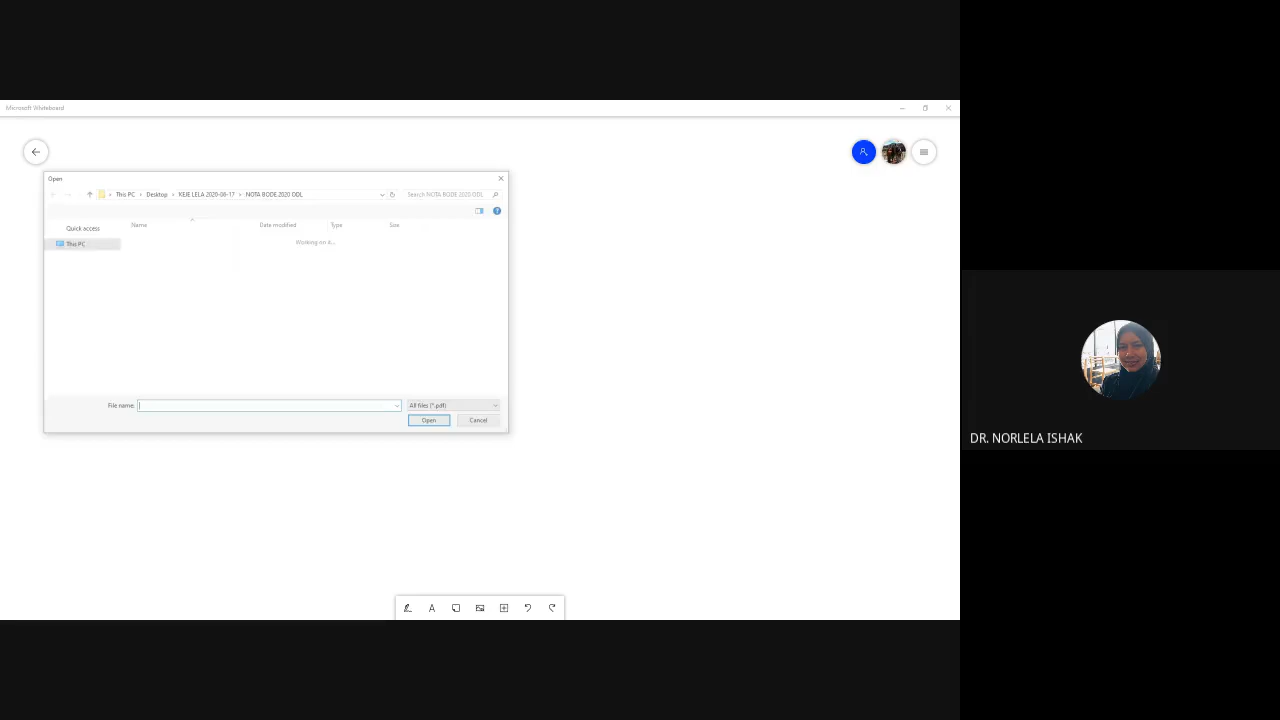 Microsoft Whiteboard
Open
This PC > Desktop > KEJE LELA 2020-06-17 > NOTA BODE 2020 ODL
Search NOTA BODE 2020 ODL
Quick access
This PC
Name
Date modified
Type
Size
Working on it...
File name:
All files (*.pdf)
Open
Cancel
A
DR. NORLELA ISHAK